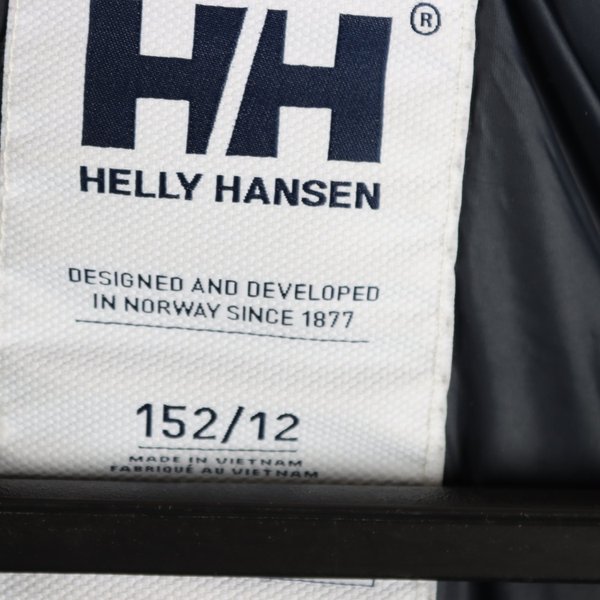 HH®
HELLY HANSEN
DESIGNED AND DEVELOPED
IN NORWAY SINCE 1877
152/12
MADE IN VIETNAM
FABRIQUÉ AU VIETNAM